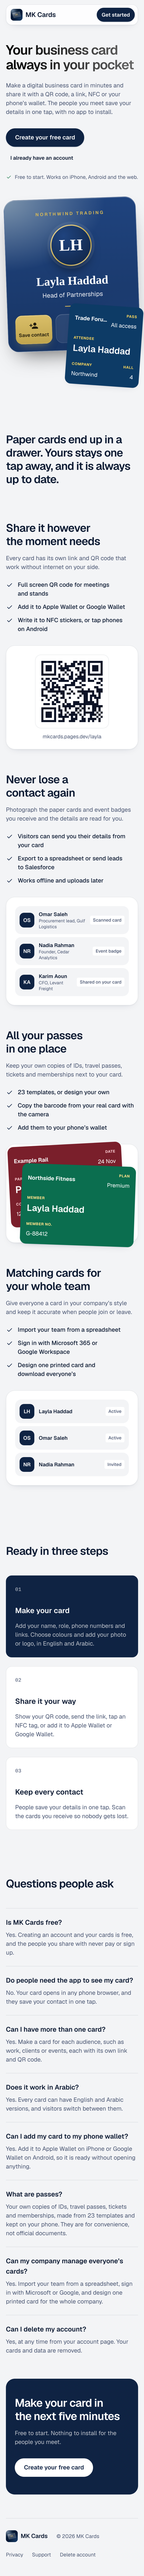 MK Cards
Get started
Your business card
always in your pocket
Make a digital business card in minutes and
share it with a QR code, a link, NFC or your
phone's wallet. The people you meet save your
details in one tap, with no app to install.
Create your free card
I already have an account
Free to start. Works on iPhone, Android and the web.
NORTHWIND TRADING
LH
Layla Haddad
Head of Partnerships
Save contact
Trade Foru...
PASS
All access
ATTENDEE
Layla Haddad
COMPANY
HALL
Northwind
4
Paper cards end up in a
drawer. Yours stays one
tap away, and it is always
up to date.
Share it however
the moment needs
Every card has its own link and QR code that
work without internet on your side.
Full screen QR code for meetings
and stands
Add it to Apple Wallet or Google Wallet
Write it to NFC stickers, or tap phones
on Android
mkcards.pages.dev/layla
Never lose a
contact again
Photograph the paper cards and event badges
you receive and the details are read for you.
Visitors can send you their details from
your card
Export to a spreadsheet or send leads
to Salesforce
Works offline and uploads later
OS
Omar Saleh
Procurement lead, Gulf
Logistics
Scanned card
NR
Nadia Rahman
Founder, Cedar
Analytics
Event badge
KA
Karim Aoun
CFO, Levant
Freight
Shared on your card
All your passes
in one place
Keep your own copies of IDs, travel passes,
tickets and memberships next to your card.
23 templates, or design your own
Copy the barcode from your real card with
the camera
Add them to your phone's wallet
Example Rail
DATE
24 Nov
Northside Fitness
PLAN
Premium
MEMBER
Layla Haddad
MEMBER NO.
G-88412
Matching cards for
your whole team
Give everyone a card in your company's style
and keep it accurate when people join or leave.
Import your team from a spreadsheet
Sign in with Microsoft 365 or
Google Workspace
Design one printed card and
download everyone's
LH
Layla Haddad
Active
OS
Omar Saleh
Active
NR
Nadia Rahman
Invited
Ready in three steps
01
Make your card
Add your name, role, phone numbers and
links. Choose colours and add your photo
or logo, in English and Arabic.
02
Share it your way
Show your QR code, send the link, tap an
NFC tag, or add it to Apple Wallet or
Google Wallet.
03
Keep every contact
People save your details in one tap. Scan
the cards you receive so nobody gets lost.
Questions people ask
Is MK Cards free?
Yes. Creating an account and your cards is free,
and the people you share with never pay or sign
up.
Do people need the app to see my card?
No. Your card opens in any phone browser, and
they save your contact in one tap.
Can I have more than one card?
Yes. Make a card for each audience, such as
work, clients or events, each with its own link
and QR code.
Does it work in Arabic?
Yes. Every card can have English and Arabic
versions, and visitors switch between them.
Can I add my card to my phone wallet?
Yes. Add it to Apple Wallet on iPhone or Google
Wallet on Android, so it is ready without opening
anything.
What are passes?
Your own copies of IDs, travel passes, tickets
and memberships, made from 23 templates and
kept on your phone. They are for convenience,
not official documents.
Can my company manage everyone's
cards?
Yes. Import your team from a spreadsheet, sign
in with Microsoft or Google, and design one
printed card for the whole company.
Can I delete my account?
Yes, at any time from your account page. Your
cards and data are removed.
Make your card in
the next five minutes
Free to start. Nothing to install for the
people you meet.
Create your free card
MK Cards
© 2026 MK Cards
Privacy
Support
Delete account